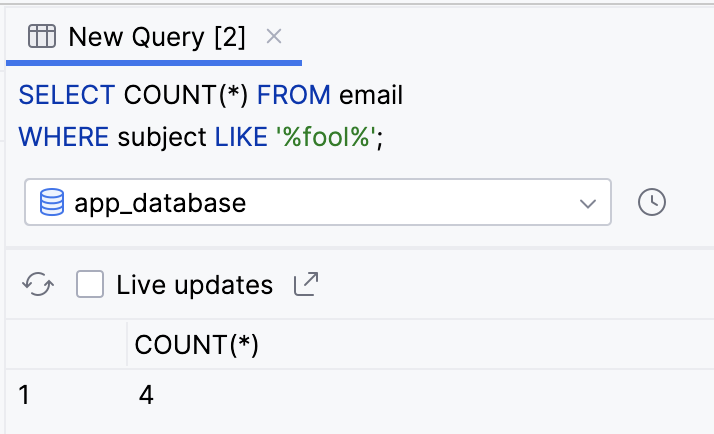 New Query [2]
SELECT COUNT(*) FROM email
WHERE subject LIKE '%fool%';
app_database
Live updates
COUNT(*)
1 4